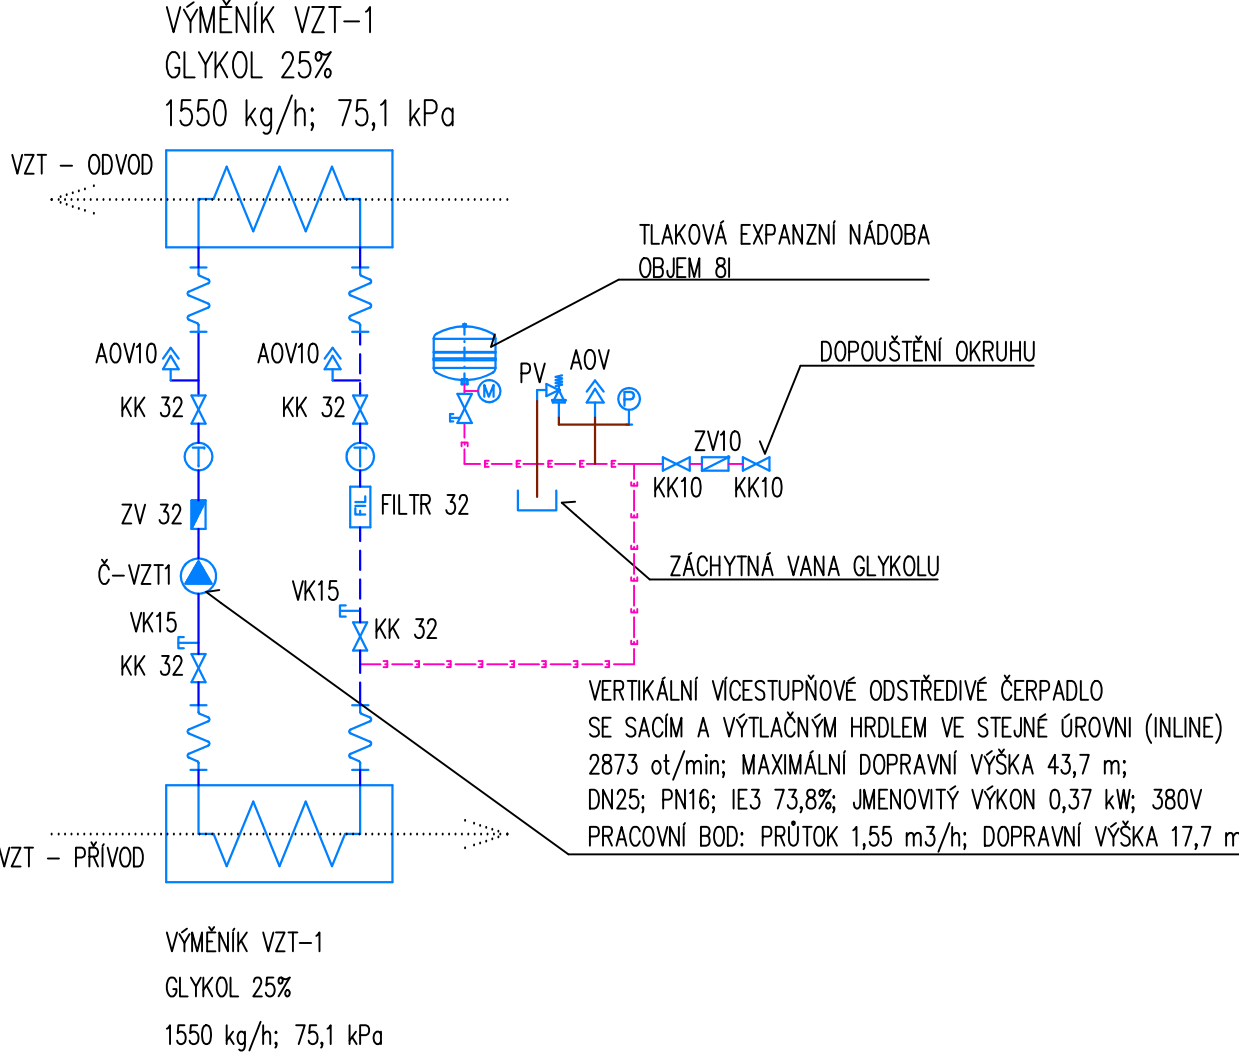 VÝMĚNÍK VZT-1
GLYKOL 25%
1550 kg/h; 75,1 kPa
VZT - ODVOD
TLAKOVÁ EXPANZNÍ NÁDOBA
OBJEM 8l
AOV10
AOV10
PV
AOV
DOPOUŠTĚNÍ OKRUHU
M
P
KK 32
KK 32
ZV10
T
T
KK10
KK10
ZV 32
FIL
FILTR 32
Č-VZT1
ZÁCHYTNÁ VANA GLYKOLU
VK15
VK15
KK 32
KK 32
E E E E E
E E E E E
E E E E E E E
E
VERTIKÁLNÍ VÍCESTUPŇOVÉ ODSTŘEDIVÉ ČERPADLO
SE SACÍM A VÝTLAČNÝM HRDLEM VE STEJNÉ ÚROVNI (INLINE)
2873 ot/min; MAXIMÁLNÍ DOPRAVNÍ VÝŠKA 43,7 m;
DN25; PN16; IE3 73,8%; JMENOVITÝ VÝKON 0,37 kW; 380V
PRACOVNÍ BOD: PRŮTOK 1,55 m3/h; DOPRAVNÍ VÝŠKA 17,7 m
VZT - PŘÍVOD
VÝMĚNÍK VZT-1
GLYKOL 25%
1550 kg/h; 75,1 kPa